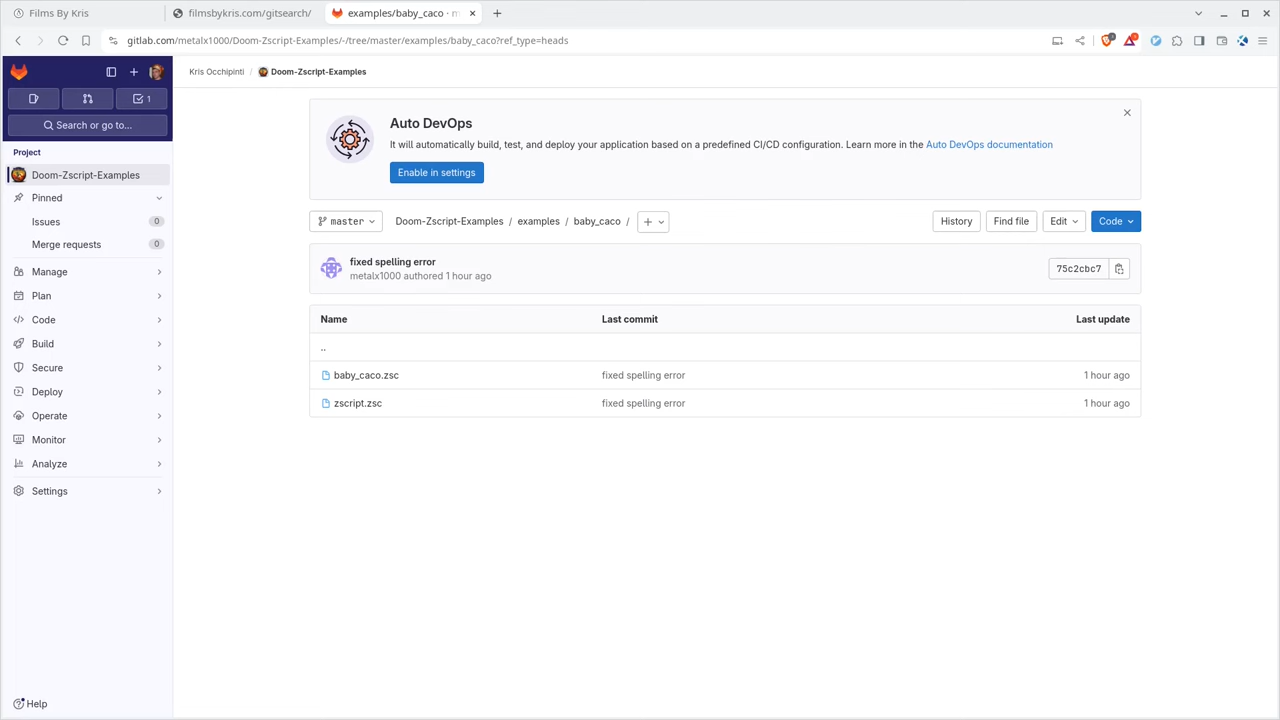 Films By Kris
filmsbykris.com/gitsearch/
examples/baby_caco · m
gitlab.com/metalx1000/Doom-Zscript-Examples/-/tree/master/examples/baby_caco?ref_type=heads
1
Search or go to...
Project
Doom-Zscript-Examples
Pinned
Issues 0
Merge requests 0
Manage
Plan
Code
Build
Secure
Deploy
Operate
Monitor
Analyze
Settings
Help
Kris Occhipinti / Doom-Zscript-Examples
Auto DevOps
It will automatically build, test, and deploy your application based on a predefined CI/CD configuration. Learn more in the Auto DevOps documentation
Enable in settings
master Doom-Zscript-Examples / examples / baby_caco / + History Find file Edit Code
fixed spelling error
metalx1000 authored 1 hour ago
75c2cbc7
Name Last commit Last update
..
baby_caco.zsc fixed spelling error 1 hour ago
zscript.zsc fixed spelling error 1 hour ago